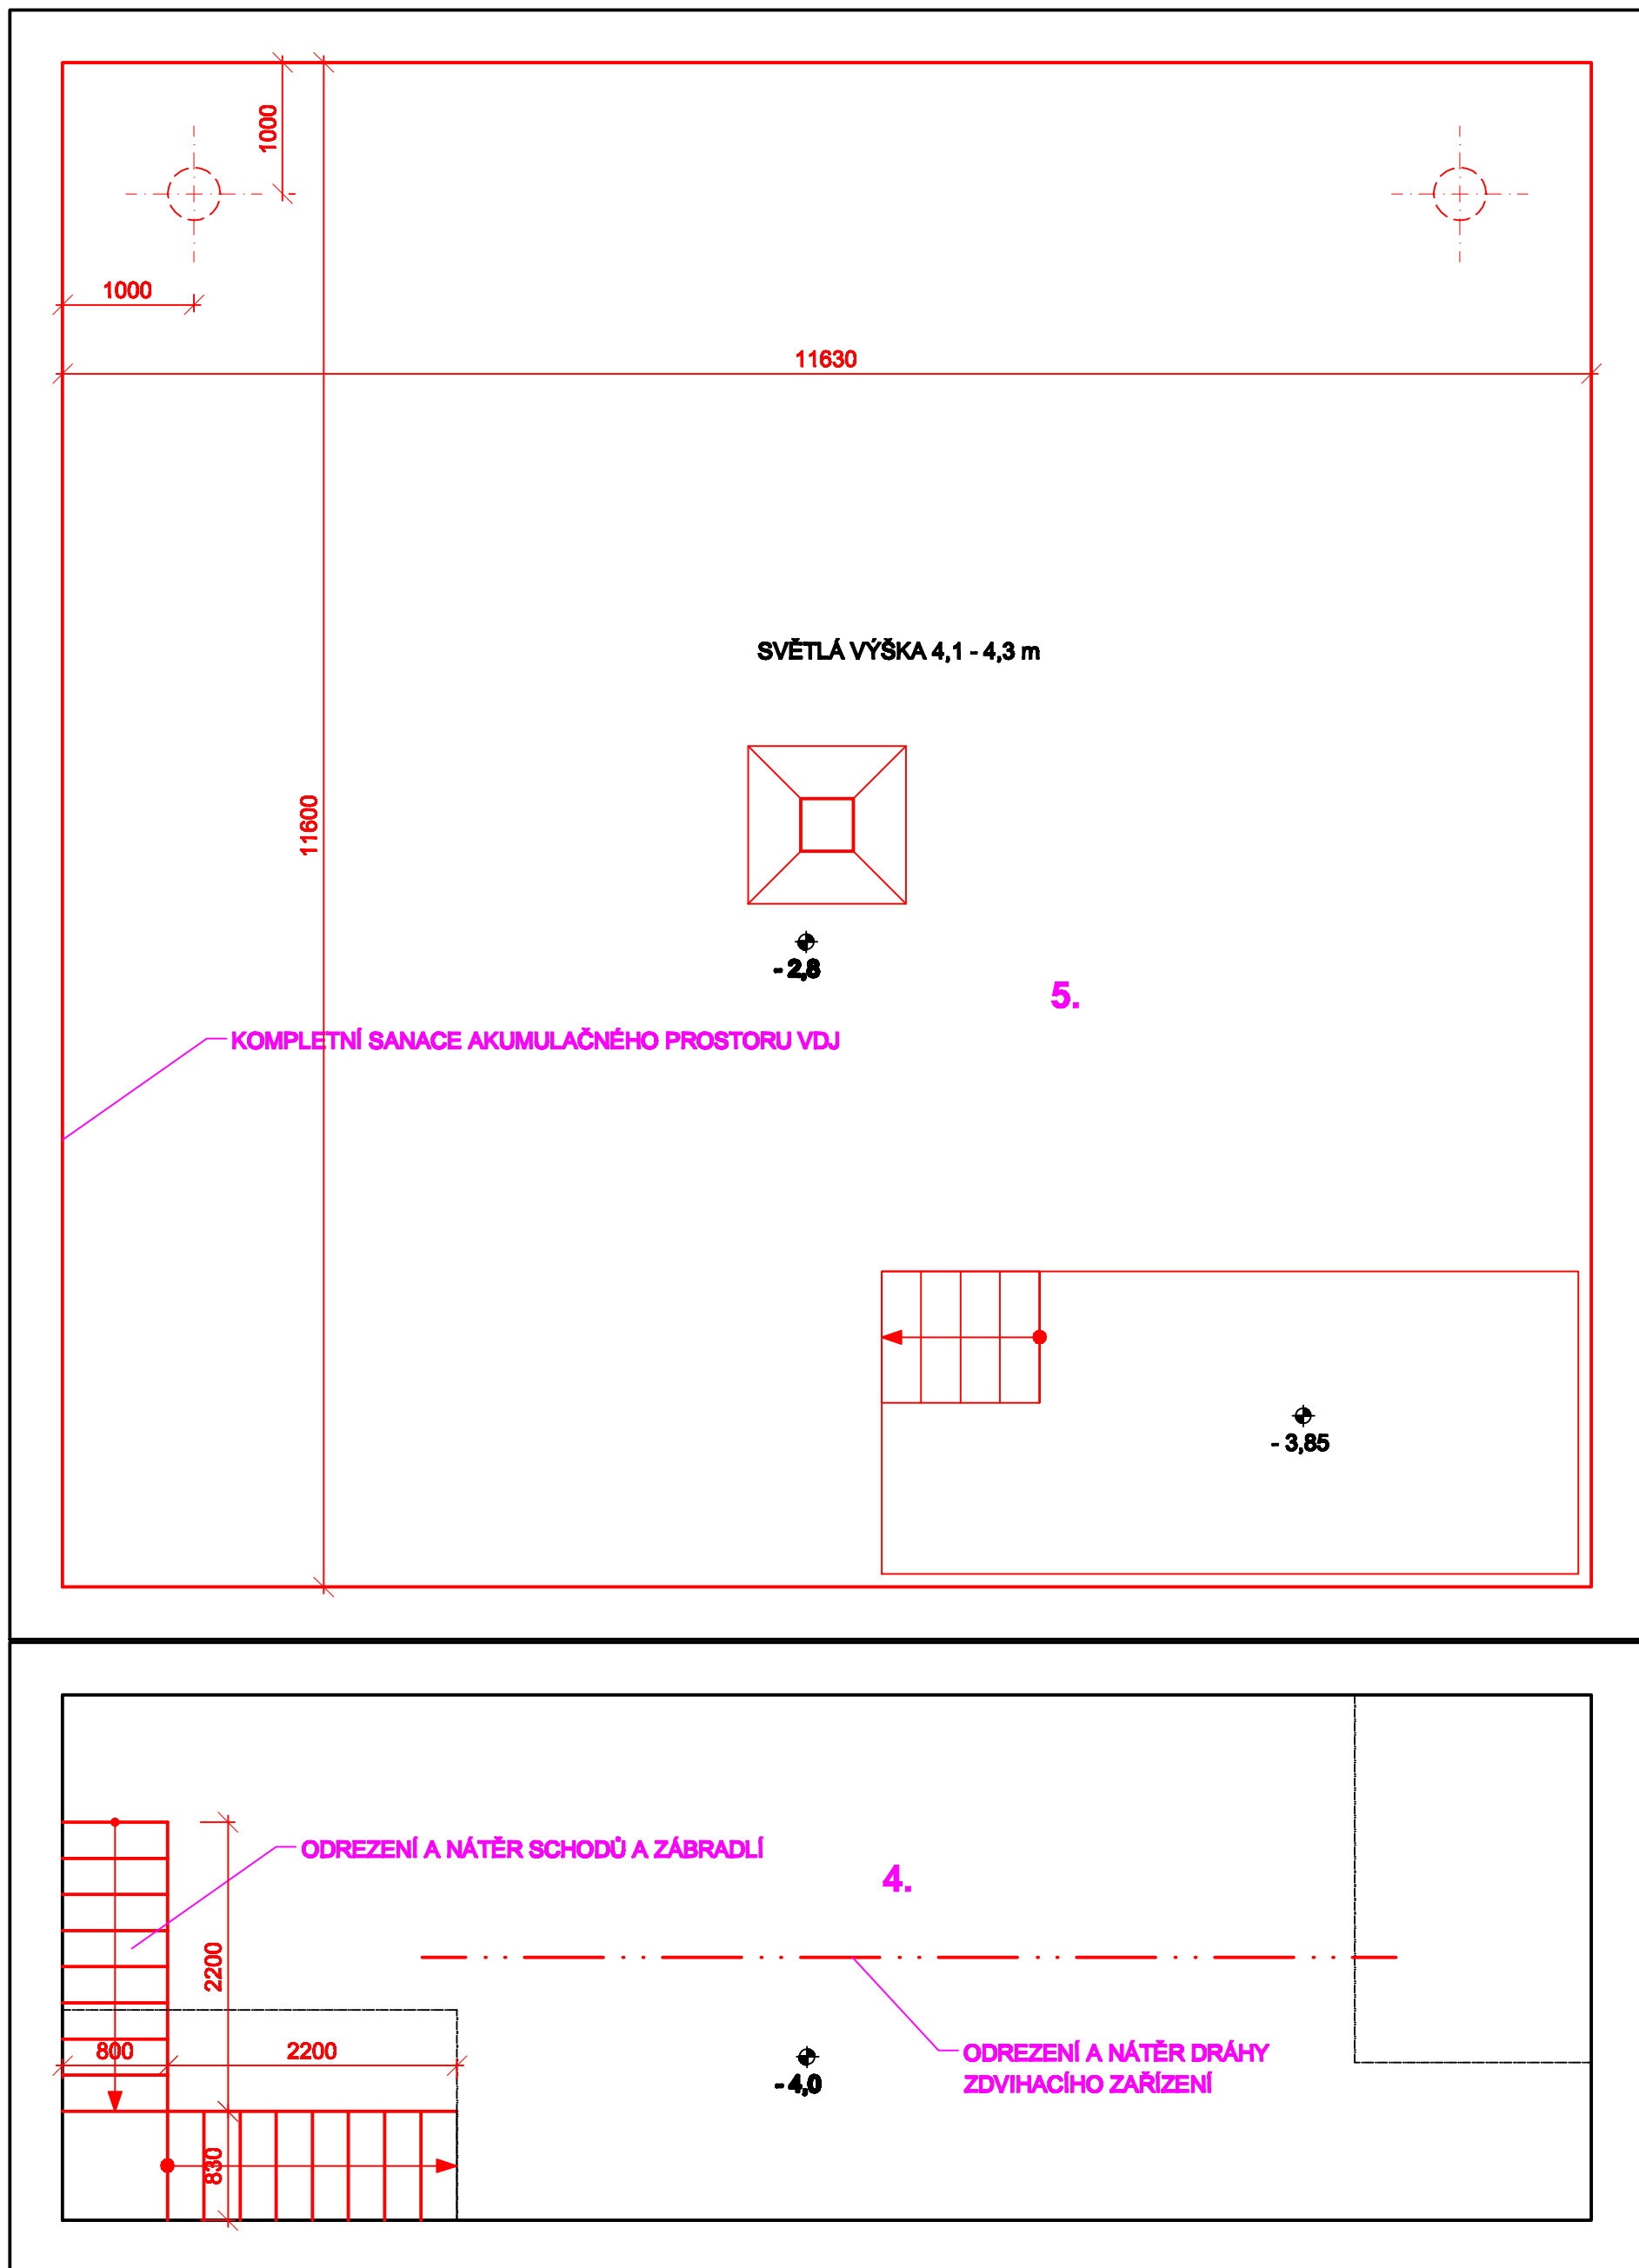 1000
1000
11630
SVĚTLÁ VÝŠKA 4,1 - 4,3 m
11600
- 2,8
5.
KOMPLETNÍ SANACE AKUMULAČNÉHO PROSTORU VDJ
- 3,85
ODREZENÍ A NÁTĚR SCHODŮ A ZÁBRADLÍ
4.
2200
800
2200
ODREZENÍ A NÁTĚR DRÁHY
ZDVIHACÍHO ZAŘÍZENÍ
- 4,0
830